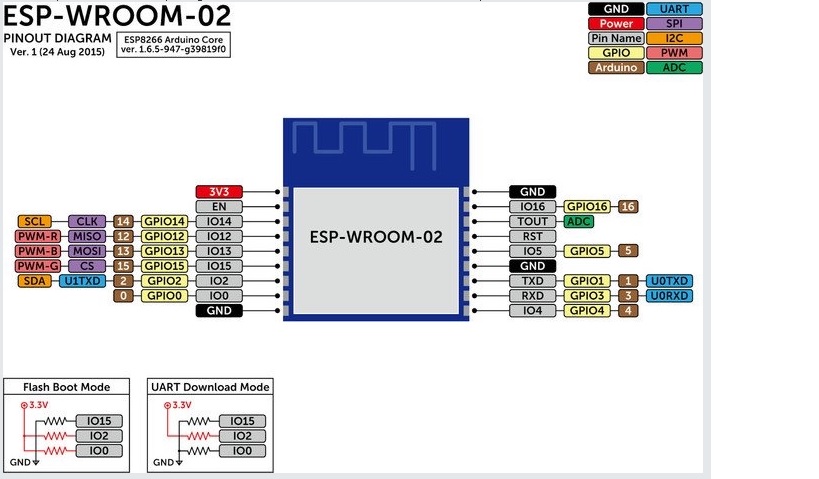 ESP-WROOM-02
PINOUT DIAGRAM
Ver. 1 (24 Aug 2015)
ESP8266 Arduino Core
ver. 1.6.5-947-g39819f0
GND UART
Power SPI
Pin Name I2C
GPIO PWM
Arduino ADC
3V3
EN
SCL CLK 14 GPIO14 IO14
PWM-R MISO 12 GPIO12 IO12
PWM-B MOSI 13 GPIO13 IO13
PWM-G CS 15 GPIO15 IO15
SDA U1TXD 2 GPIO2 IO2
0 GPIO0 IO0
GND
ESP-WROOM-02
GND
IO16 GPIO16 16
TOUT ADC
RST
IO5 GPIO5 5
GND
TXD GPIO1 1 U0TXD
RXD GPIO3 3 U0RXD
IO4 GPIO4 4
Flash Boot Mode
3.3V
IO15
IO2
IO0
GND
UART Download Mode
3.3V
IO15
IO2
IO0
GND